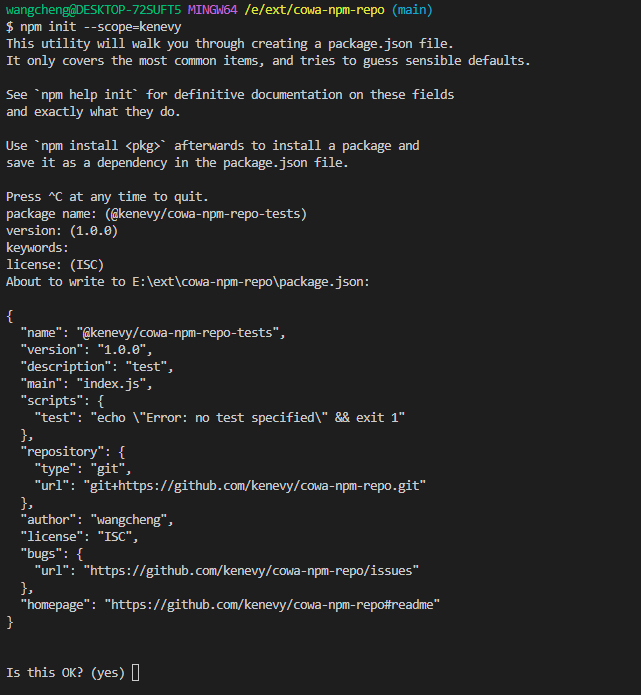 wangcheng@DESKTOP-72SUFT5 MINGW64 /e/ext/cowa-npm-repo (main)
$ npm init --scope=kenevy
This utility will walk you through creating a package.json file.
It only covers the most common items, and tries to guess sensible defaults.

See `npm help init` for definitive documentation on these fields
and exactly what they do.

Use `npm install <pkg>` afterwards to install a package and
save it as a dependency in the package.json file.

Press ^C at any time to quit.
package name: (@kenevy/cowa-npm-repo-tests)
version: (1.0.0)
keywords:
license: (ISC)
About to write to E:\ext\cowa-npm-repo\package.json:

{
  "name": "@kenevy/cowa-npm-repo-tests",
  "version": "1.0.0",
  "description": "test",
  "main": "index.js",
  "scripts": {
    "test": "echo \"Error: no test specified\" && exit 1"
  },
  "repository": {
    "type": "git",
    "url": "git+https://github.com/kenevy/cowa-npm-repo.git"
  },
  "author": "wangcheng",
  "license": "ISC",
  "bugs": {
    "url": "https://github.com/kenevy/cowa-npm-repo/issues"
  },
  "homepage": "https://github.com/kenevy/cowa-npm-repo#readme"
}

Is this OK? (yes)